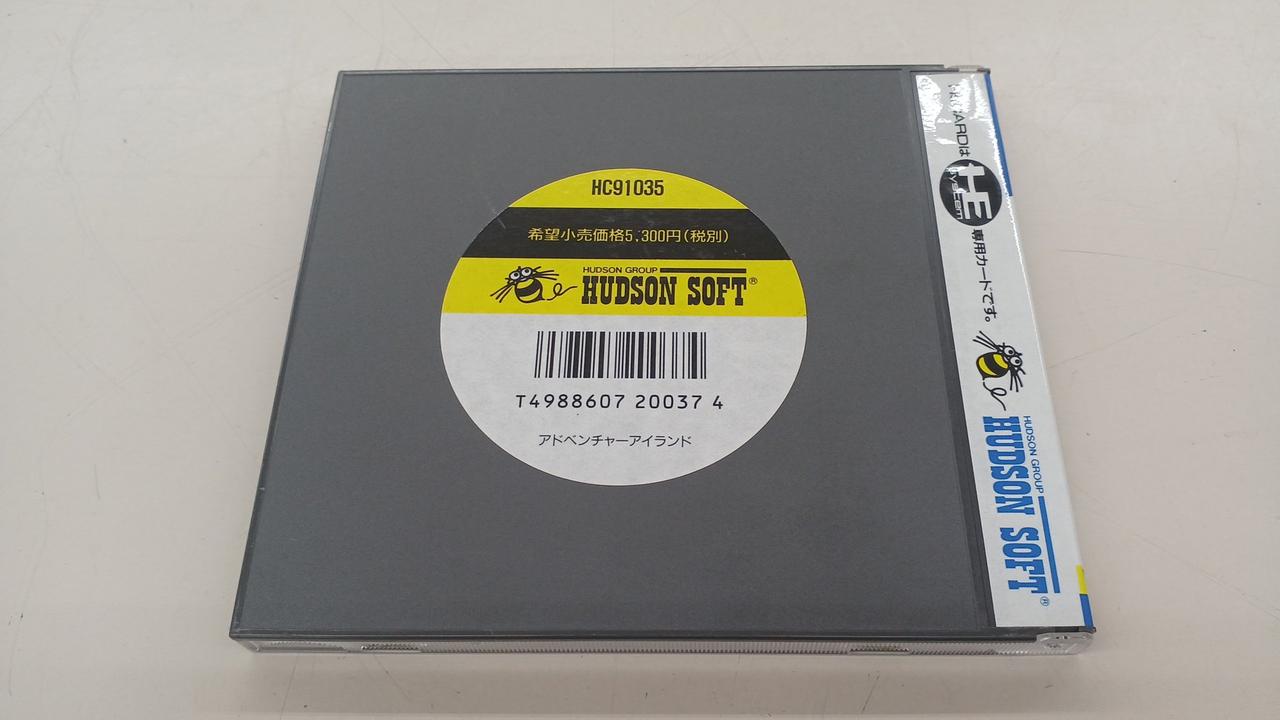 HC91035
希望小売価格5,300円(税別)
HUDSON GROUP
HUDSON SOFT®
T4988607 20037 4
アドベンチャーアイランド
HE
system
専用カードです。
HUDSON GROUP
HUDSON SOFT®